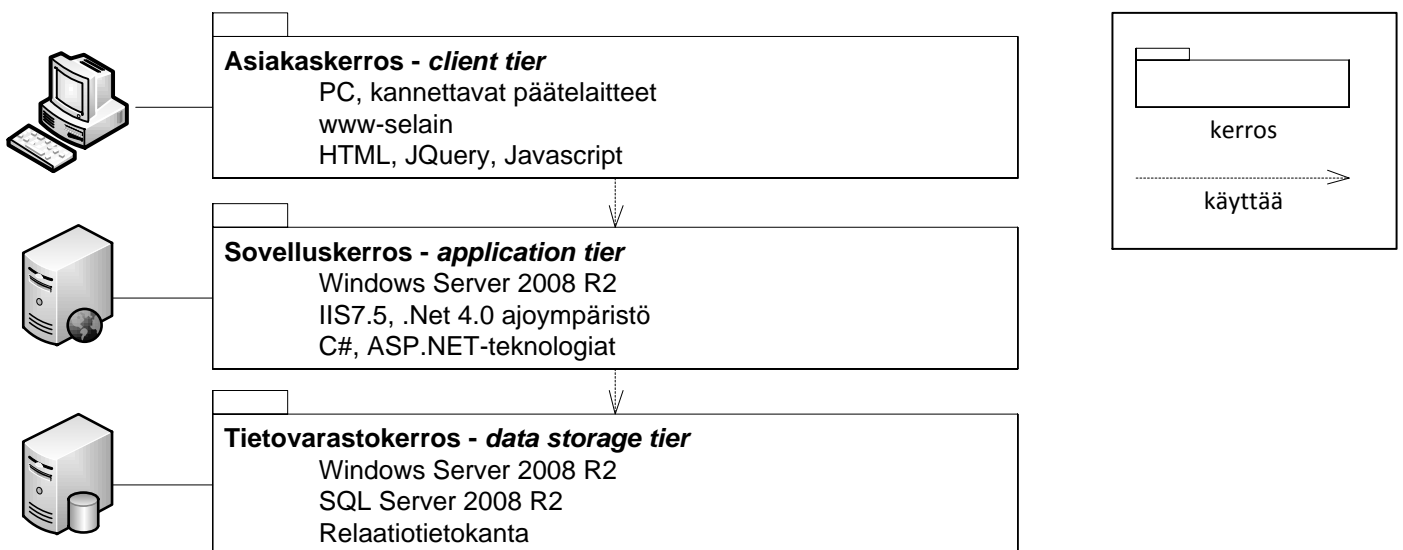 Asiakaskerros - client tier
PC, kannettavat päätelaitteet
www-selain
HTML, JQuery, Javascript
Sovelluskerros - application tier
Windows Server 2008 R2
IIS7.5, .Net 4.0 ajoympäristö
C#, ASP.NET-teknologiat
Tietovarastokerros - data storage tier
Windows Server 2008 R2
SQL Server 2008 R2
Relaatiotietokanta
kerros
käyttää